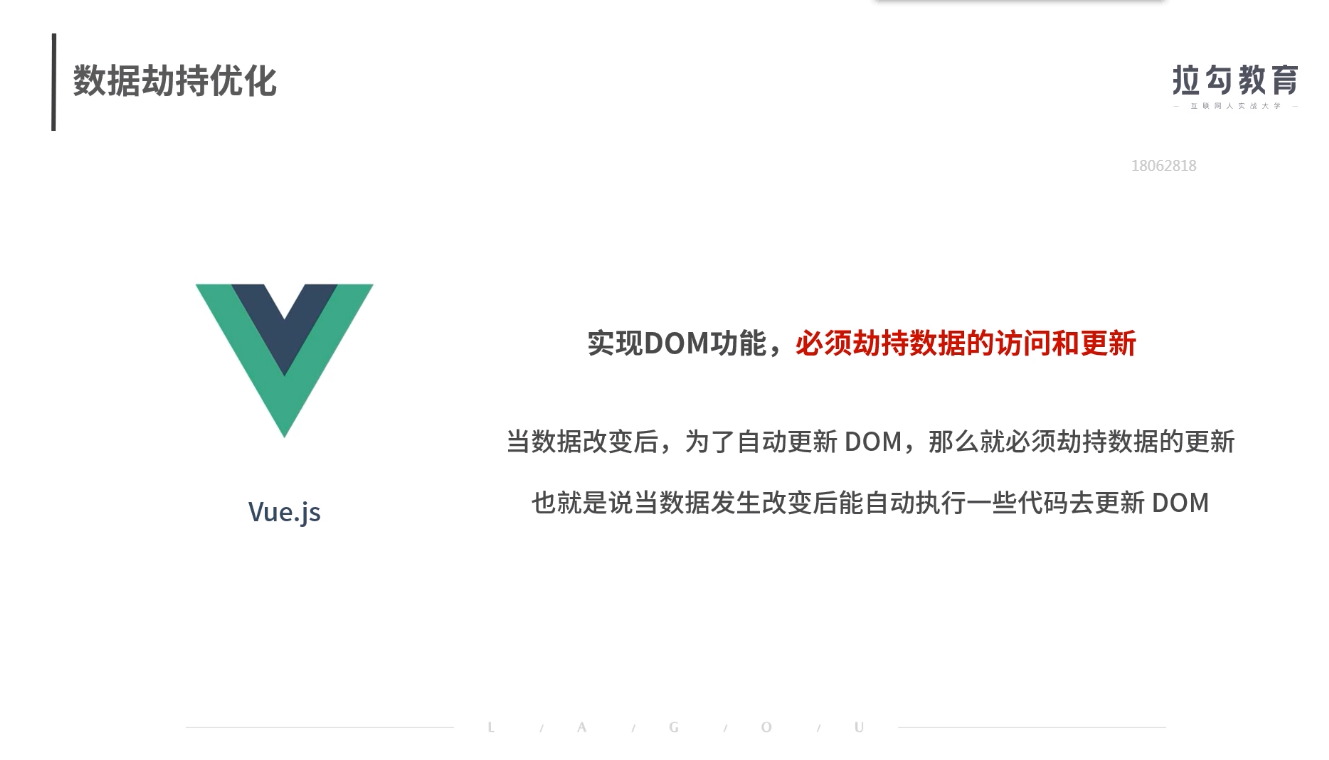 数据劫持优化
拉勾教育
— 互联网人实战大学 —
18062818
实现DOM功能，必须劫持数据的访问和更新
当数据改变后，为了自动更新 DOM，那么就必须劫持数据的更新
也就是说当数据发生改变后能自动执行一些代码去更新 DOM
Vue.js
L / A / G / O / U